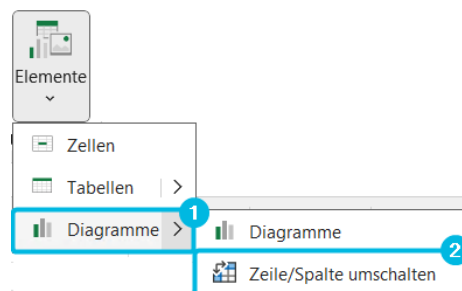 Elemente
Zellen
Tabellen
1
Diagramme
Diagramme
2
Zeile/Spalte umschalten